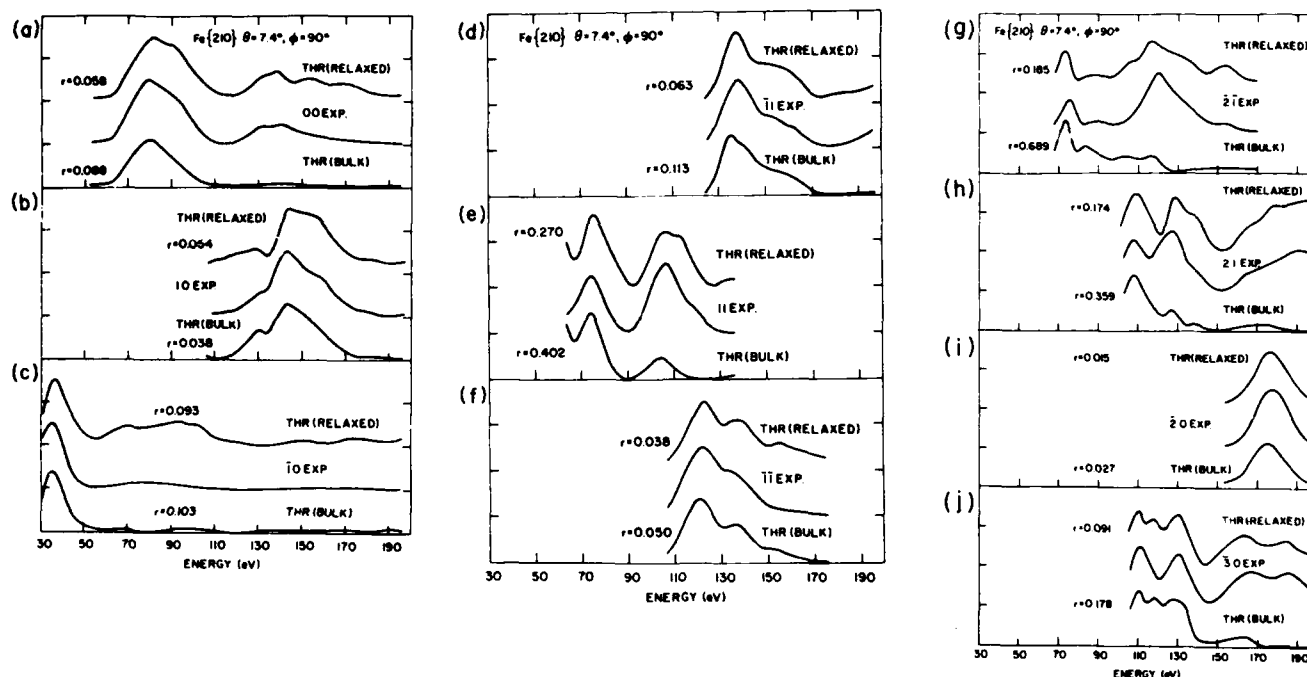 (a)
Fe{210} θ=7.4°, φ=90°
THR(RELAXED)
r=0.058
00 EXP.
THR(BULK)
r=0.088
(b)
THR(RELAXED)
r=0.054
10 EXP
THR(BULK)
r=0.038
(c)
r=0.093
THR(RELAXED)
1̄0 EXP
r=0.103
THR(BULK)
30 50 70 90 110 130 150 170 190
ENERGY (eV)
(d)
Fe{210} θ=7.4°, φ=90°
THR(RELAXED)
r=0.063
1̄1 EXP.
THR(BULK)
r=0.113
(e)
r=0.270
THR(RELAXED)
11 EXP.
r=0.402
THR(BULK)
(f)
r=0.038
THR(RELAXED)
1̄1̄ EXP.
r=0.050
THR(BULK)
30 50 70 90 110 130 150 170 190
ENERGY (eV)
(g)
Fe{210} θ=7.4°, φ=90°
THR(RELAXED)
r=0.185
2̄1̄ EXP.
r=0.689
THR(BULK)
(h)
THR(RELAXED)
r=0.174
21 EXP.
r=0.359
THR(BULK)
(i)
r=0.015
THR(RELAXED)
2̄0 EXP.
r=0.027
THR(BULK)
(j)
r=0.091
THR(RELAXED)
3̄0 EXP
r=0.178
THR(BULK)
30 50 70 90 110 130 150 170 190
ENERGY (eV)